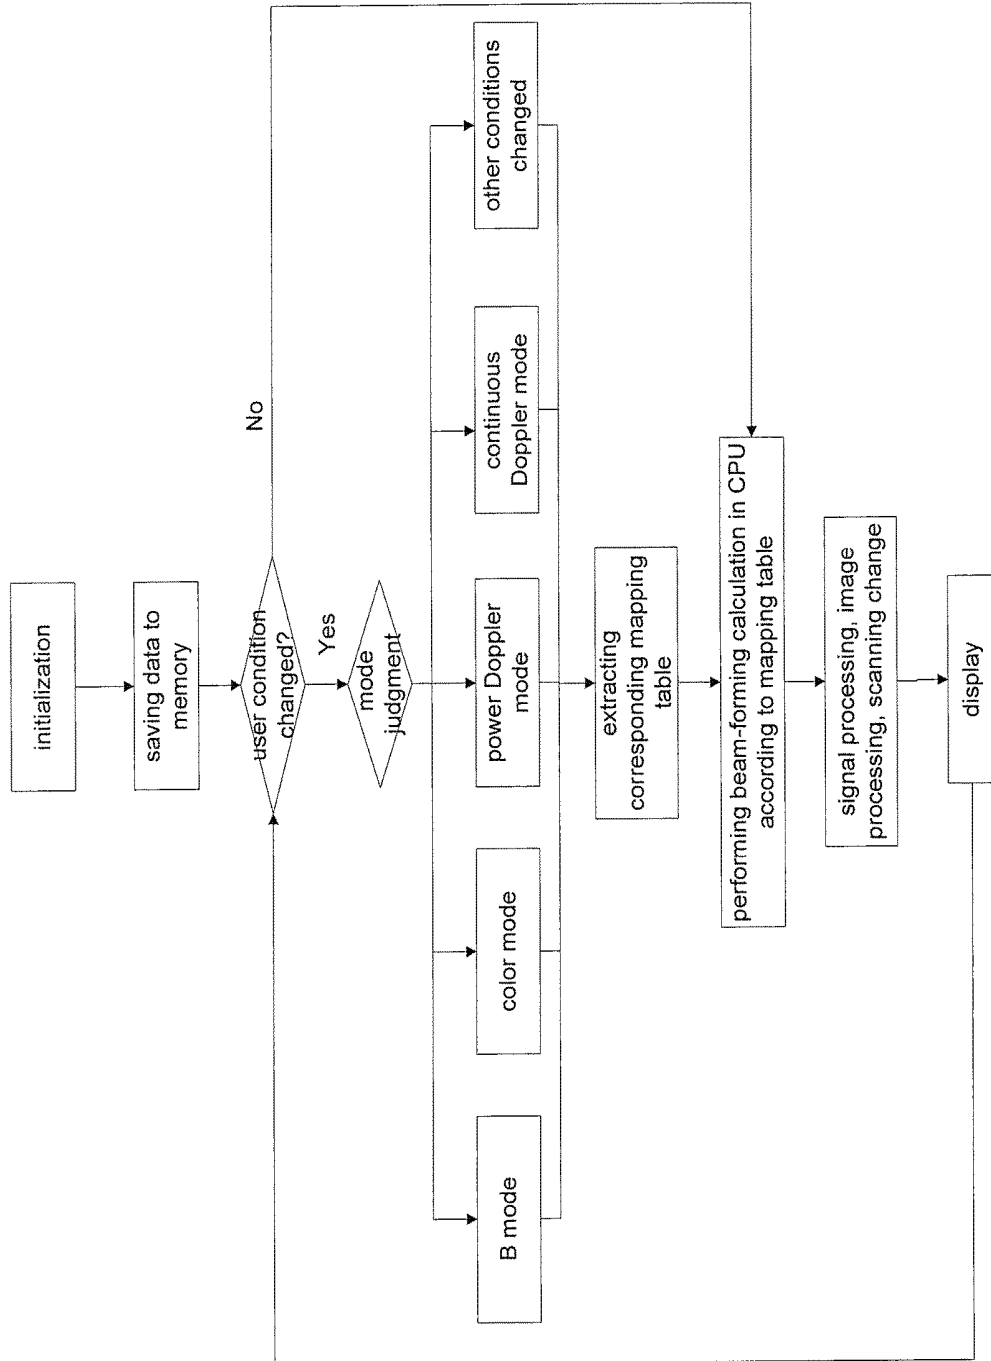 initialization
saving data to
memory
user condition
changed?
No
Yes
mode
judgment
B mode
color mode
power Doppler
mode
continuous
Doppler mode
other conditions
changed
extracting
corresponding mapping
table
performing beam-forming calculation in CPU
according to mapping table
signal processing, image
processing, scanning change
display